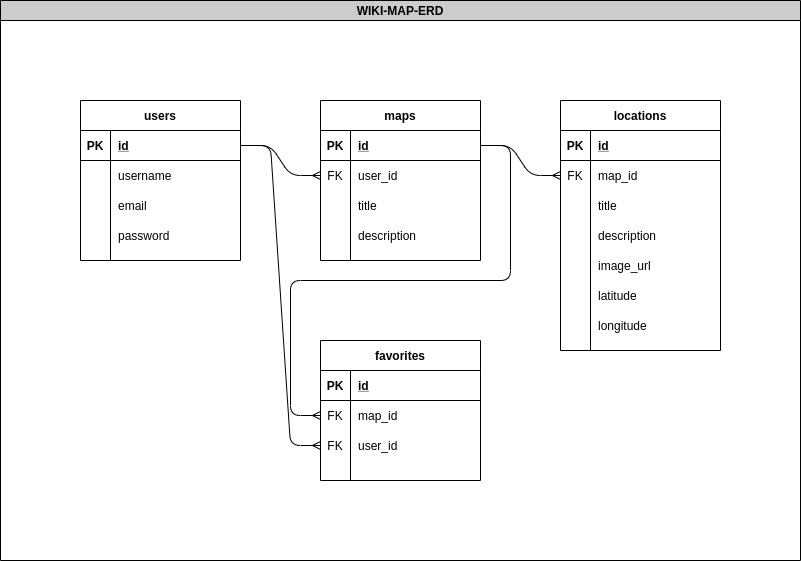 WIKI-MAP-ERD
users
PK id
username
email
password
maps
PK id
FK user_id
title
description
locations
PK id
FK map_id
title
description
image_url
latitude
longitude
favorites
PK id
FK map_id
FK user_id